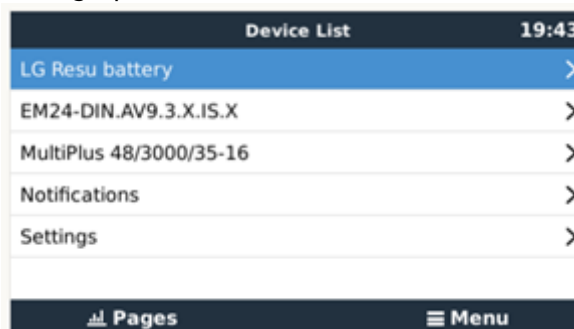 Device List 19:43
LG Resu battery
EM24-DIN.AV9.3.X.IS.X
MultiPlus 48/3000/35-16
Notifications
Settings
Pages Menu